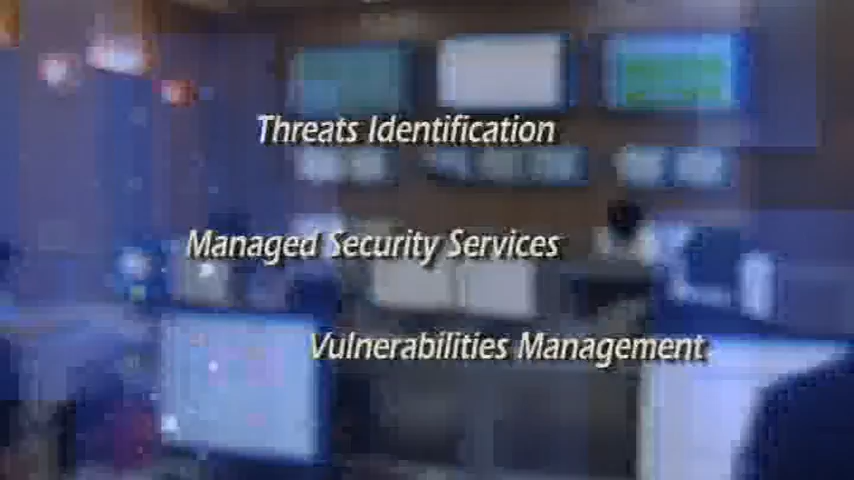 Threats Identification
Managed Security Services
Vulnerabilities Management